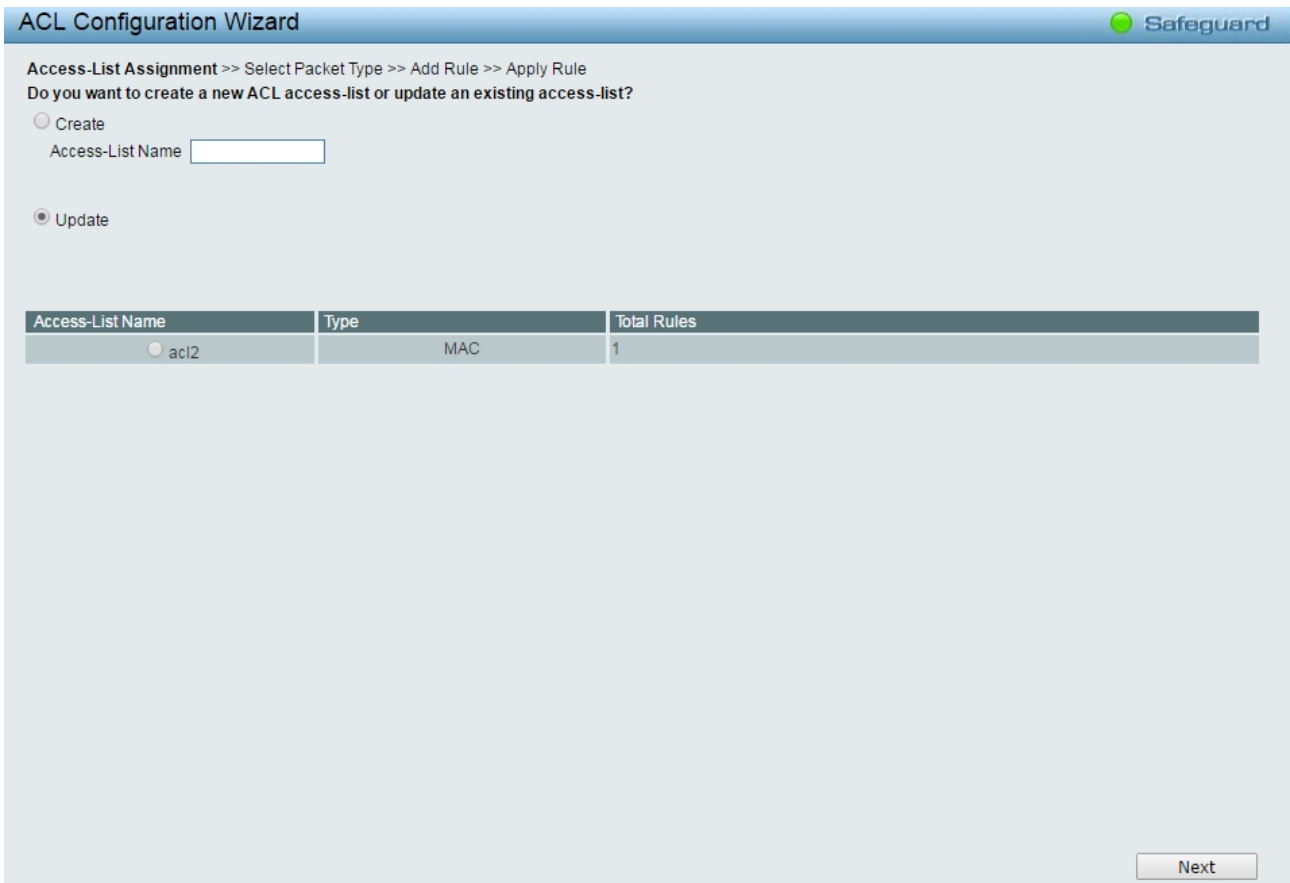 ACL Configuration Wizard
Safeguard
Access-List Assignment >> Select Packet Type >> Add Rule >> Apply Rule
Do you want to create a new ACL access-list or update an existing access-list?
Create
Access-List Name
Update
Access-List Name Type Total Rules
acl2 MAC 1
Next